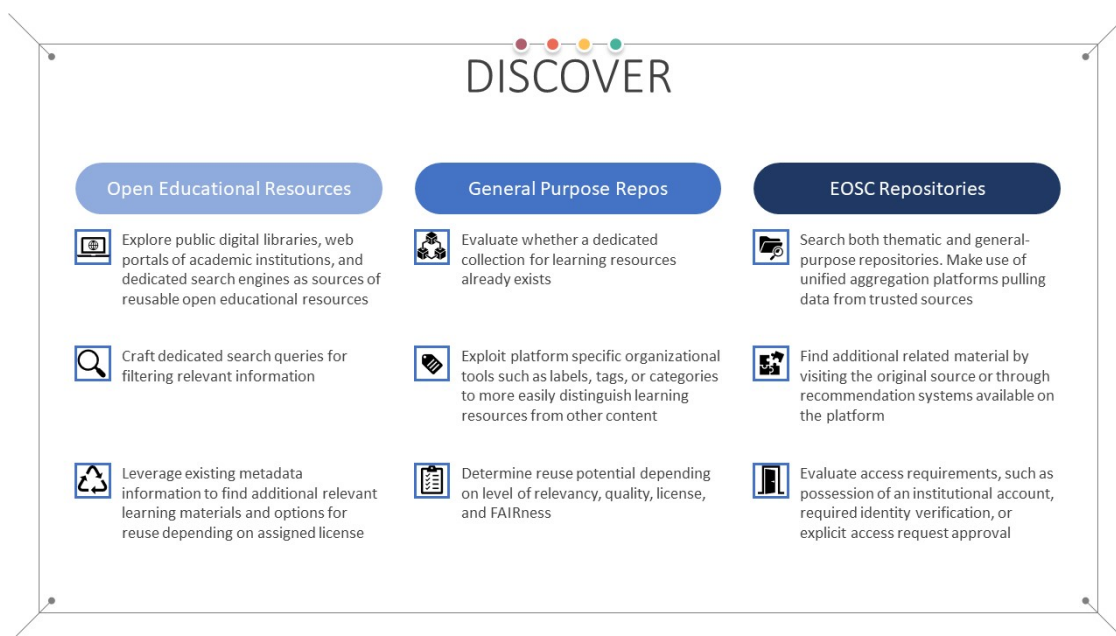 DISCOVER
Open Educational Resources
Explore public digital libraries, web
portals of academic institutions, and
dedicated search engines as sources of
reusable open educational resources
Craft dedicated search queries for
filtering relevant information
Leverage existing metadata
information to find additional relevant
learning materials and options for
reuse depending on assigned license
General Purpose Repos
Evaluate whether a dedicated
collection for learning resources
already exists
Exploit platform specific organizational
tools such as labels, tags, or categories
to more easily distinguish learning
resources from other content
Determine reuse potential depending
on level of relevancy, quality, license,
and FAIRness
EOSC Repositories
Search both thematic and general-
purpose repositories. Make use of
unified aggregation platforms pulling
data from trusted sources
Find additional related material by
visiting the original source or through
recommendation systems available on
the platform
Evaluate access requirements, such as
possession of an institutional account,
required identity verification, or
explicit access request approval